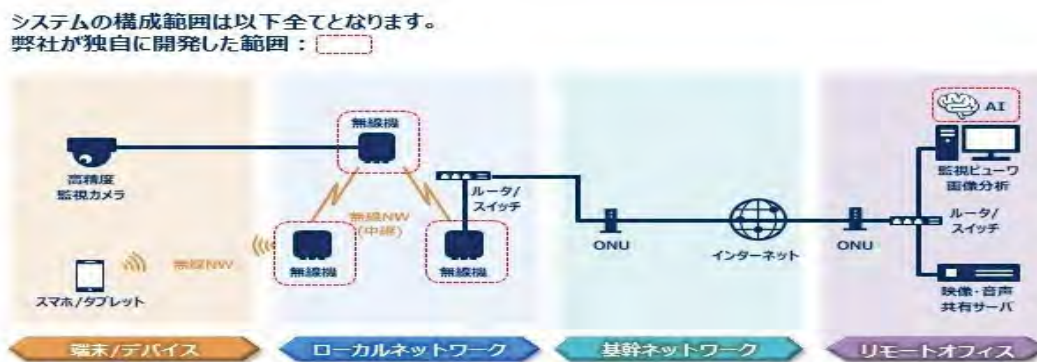 システムの構成範囲は以下全てとなります。
弊社が独自に開発した範囲：
AI
無線機
高精度
監視カメラ
監視ビューワ
画像分析
ルータ/
スイッチ
無線NW
(中継)
ONU
インターネット
ONU
ルータ/
スイッチ
無線NW
無線機
無線機
スマホ/タブレット
映像・音声
共有サーバ
端末/デバイス
ローカルネットワーク
基幹ネットワーク
リモートオフィス